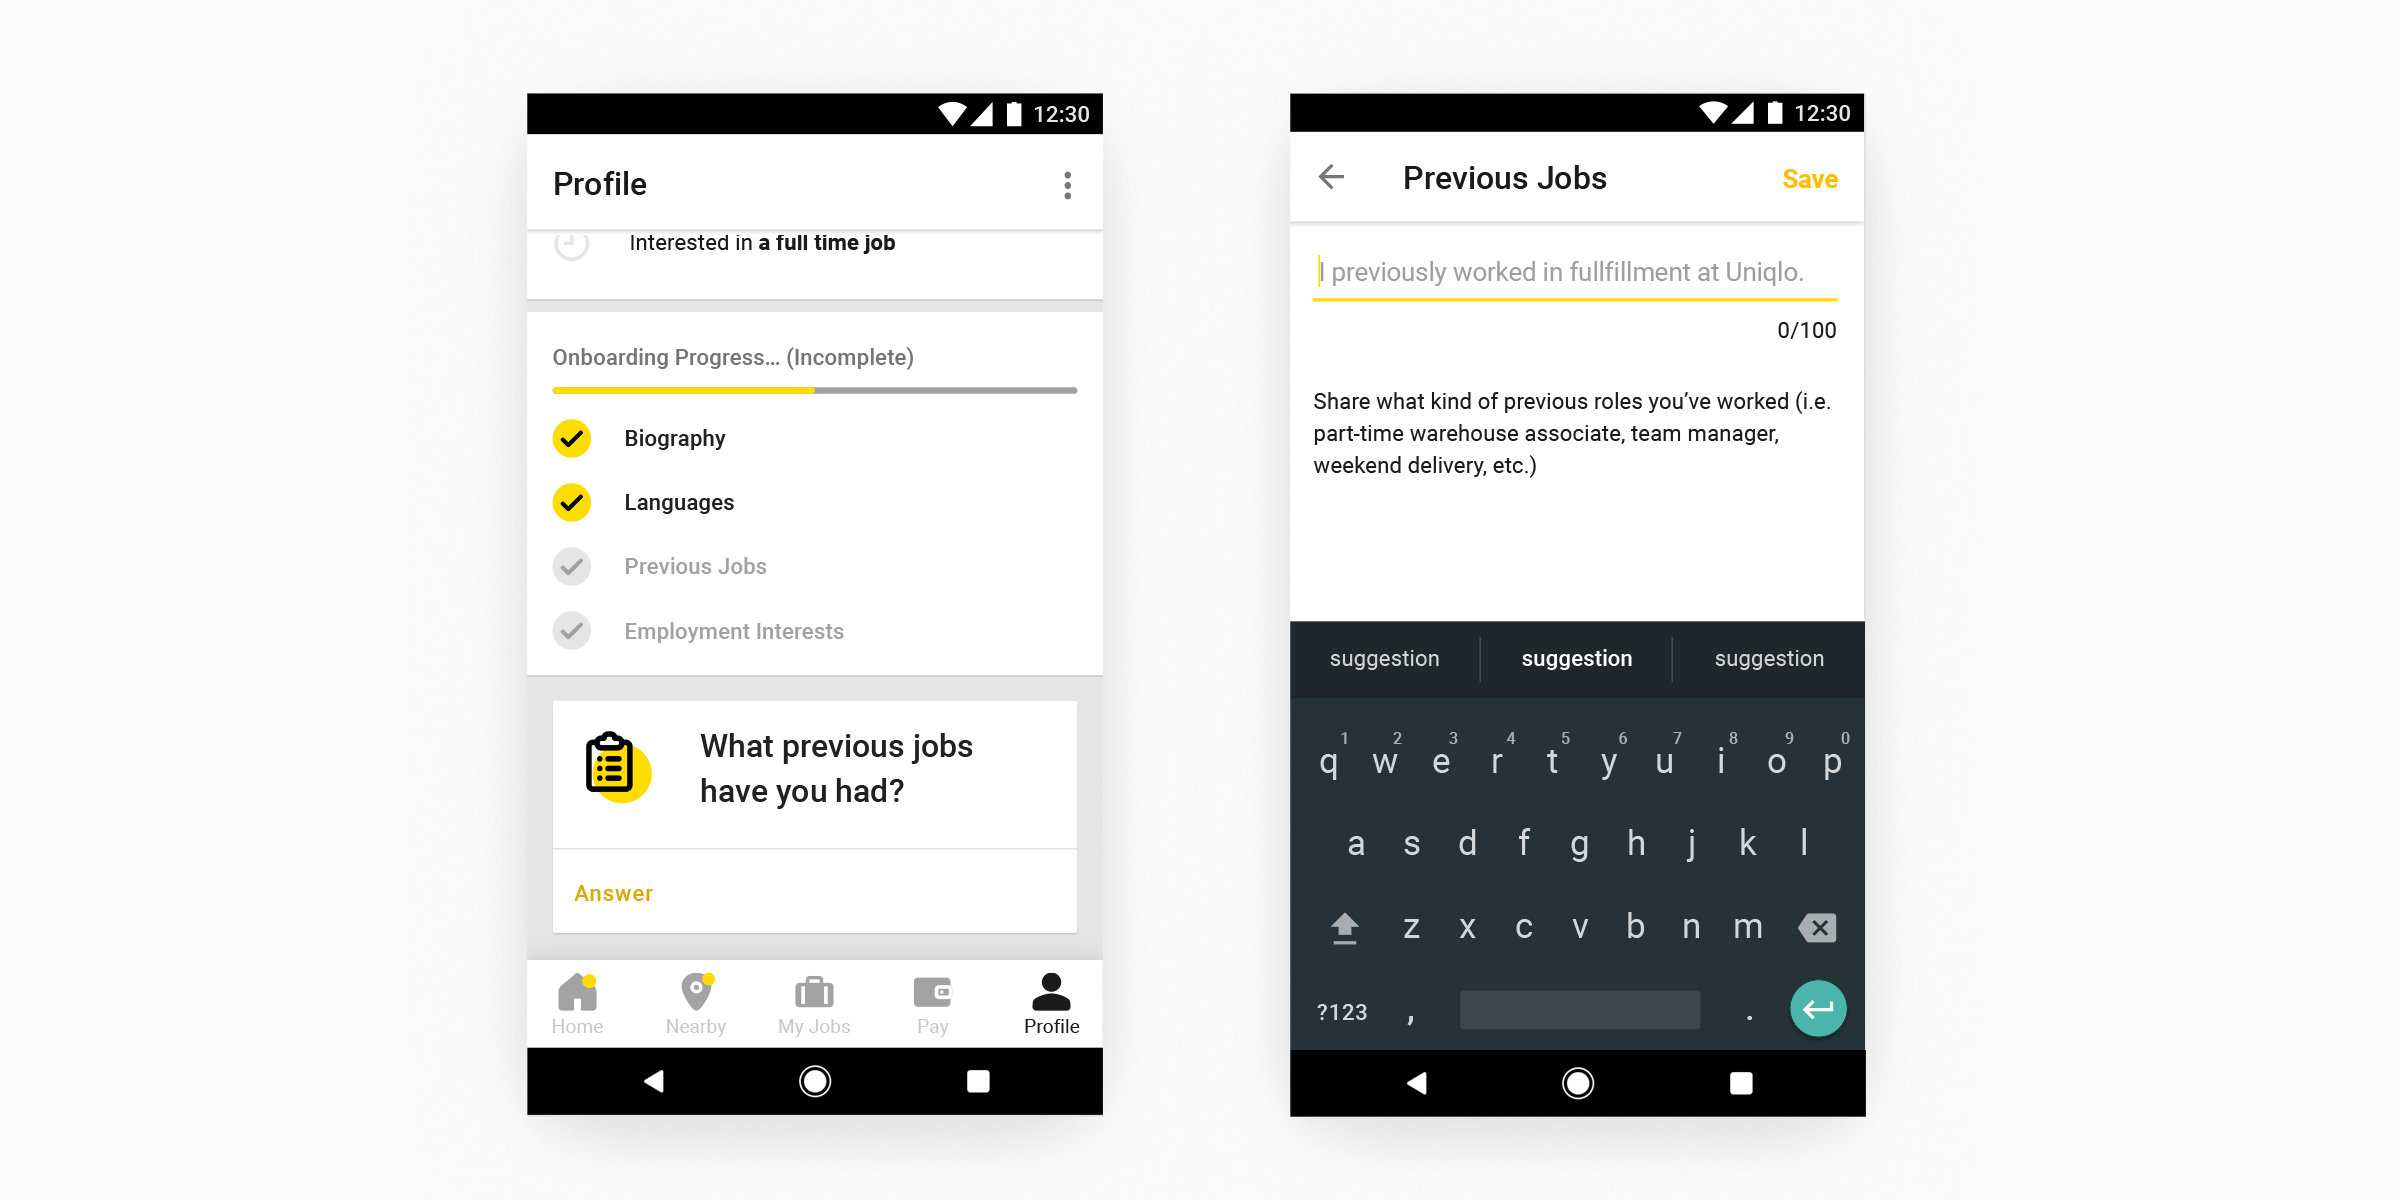 12:30
Profile
Interested in a full time job
Onboarding Progress... (Incomplete)
Biography
Languages
Previous Jobs
Employment Interests
What previous jobs
have you had?
Answer
Home Nearby My Jobs Pay Profile
12:30
Previous Jobs Save
I previously worked in fullfillment at Uniqlo.
0/100
Share what kind of previous roles you’ve worked (i.e.
part-time warehouse associate, team manager,
weekend delivery, etc.)
suggestion suggestion suggestion
1 2 3 4 5 6 7 8 9 0
q w e r t y u i o p
a s d f g h j k l
z x c v b n m
?123 , .